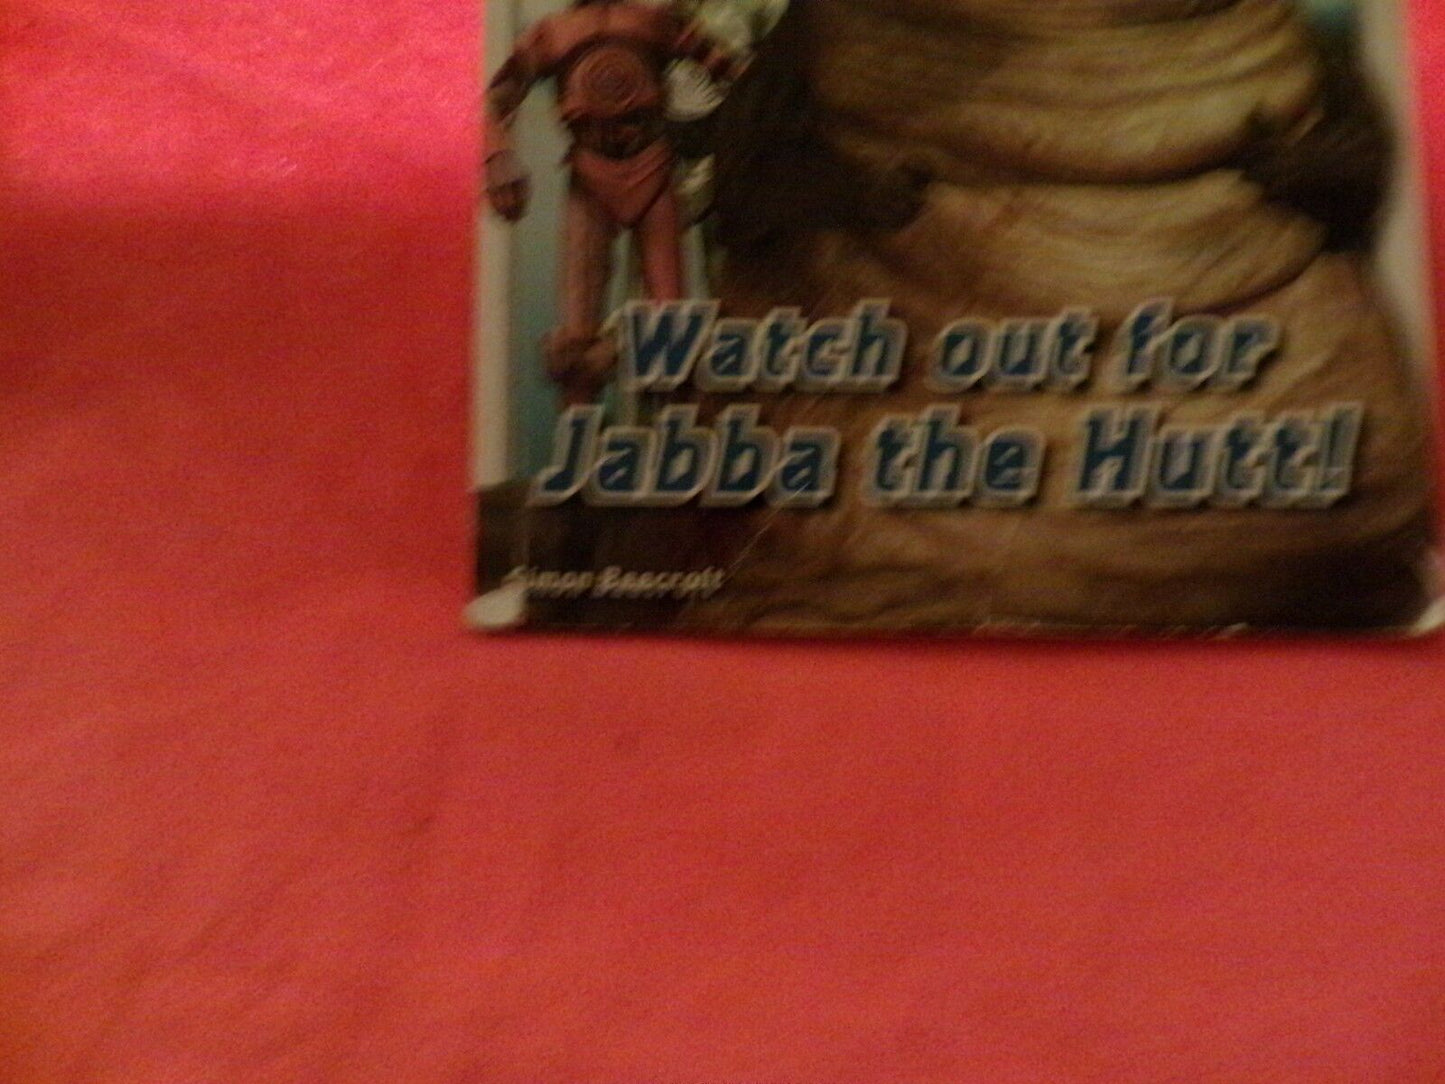 Watch out for
Jabba the Hutt!
Simon Beecroft